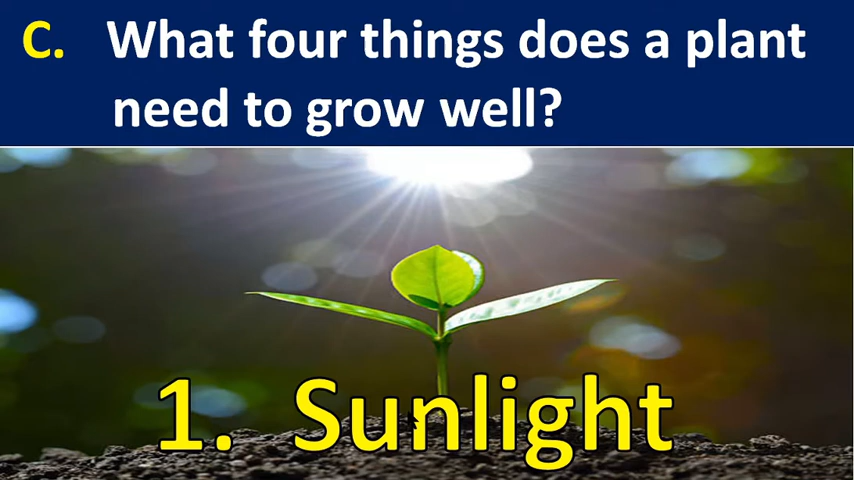 C. What four things does a plant
need to grow well?
1. Sunlight